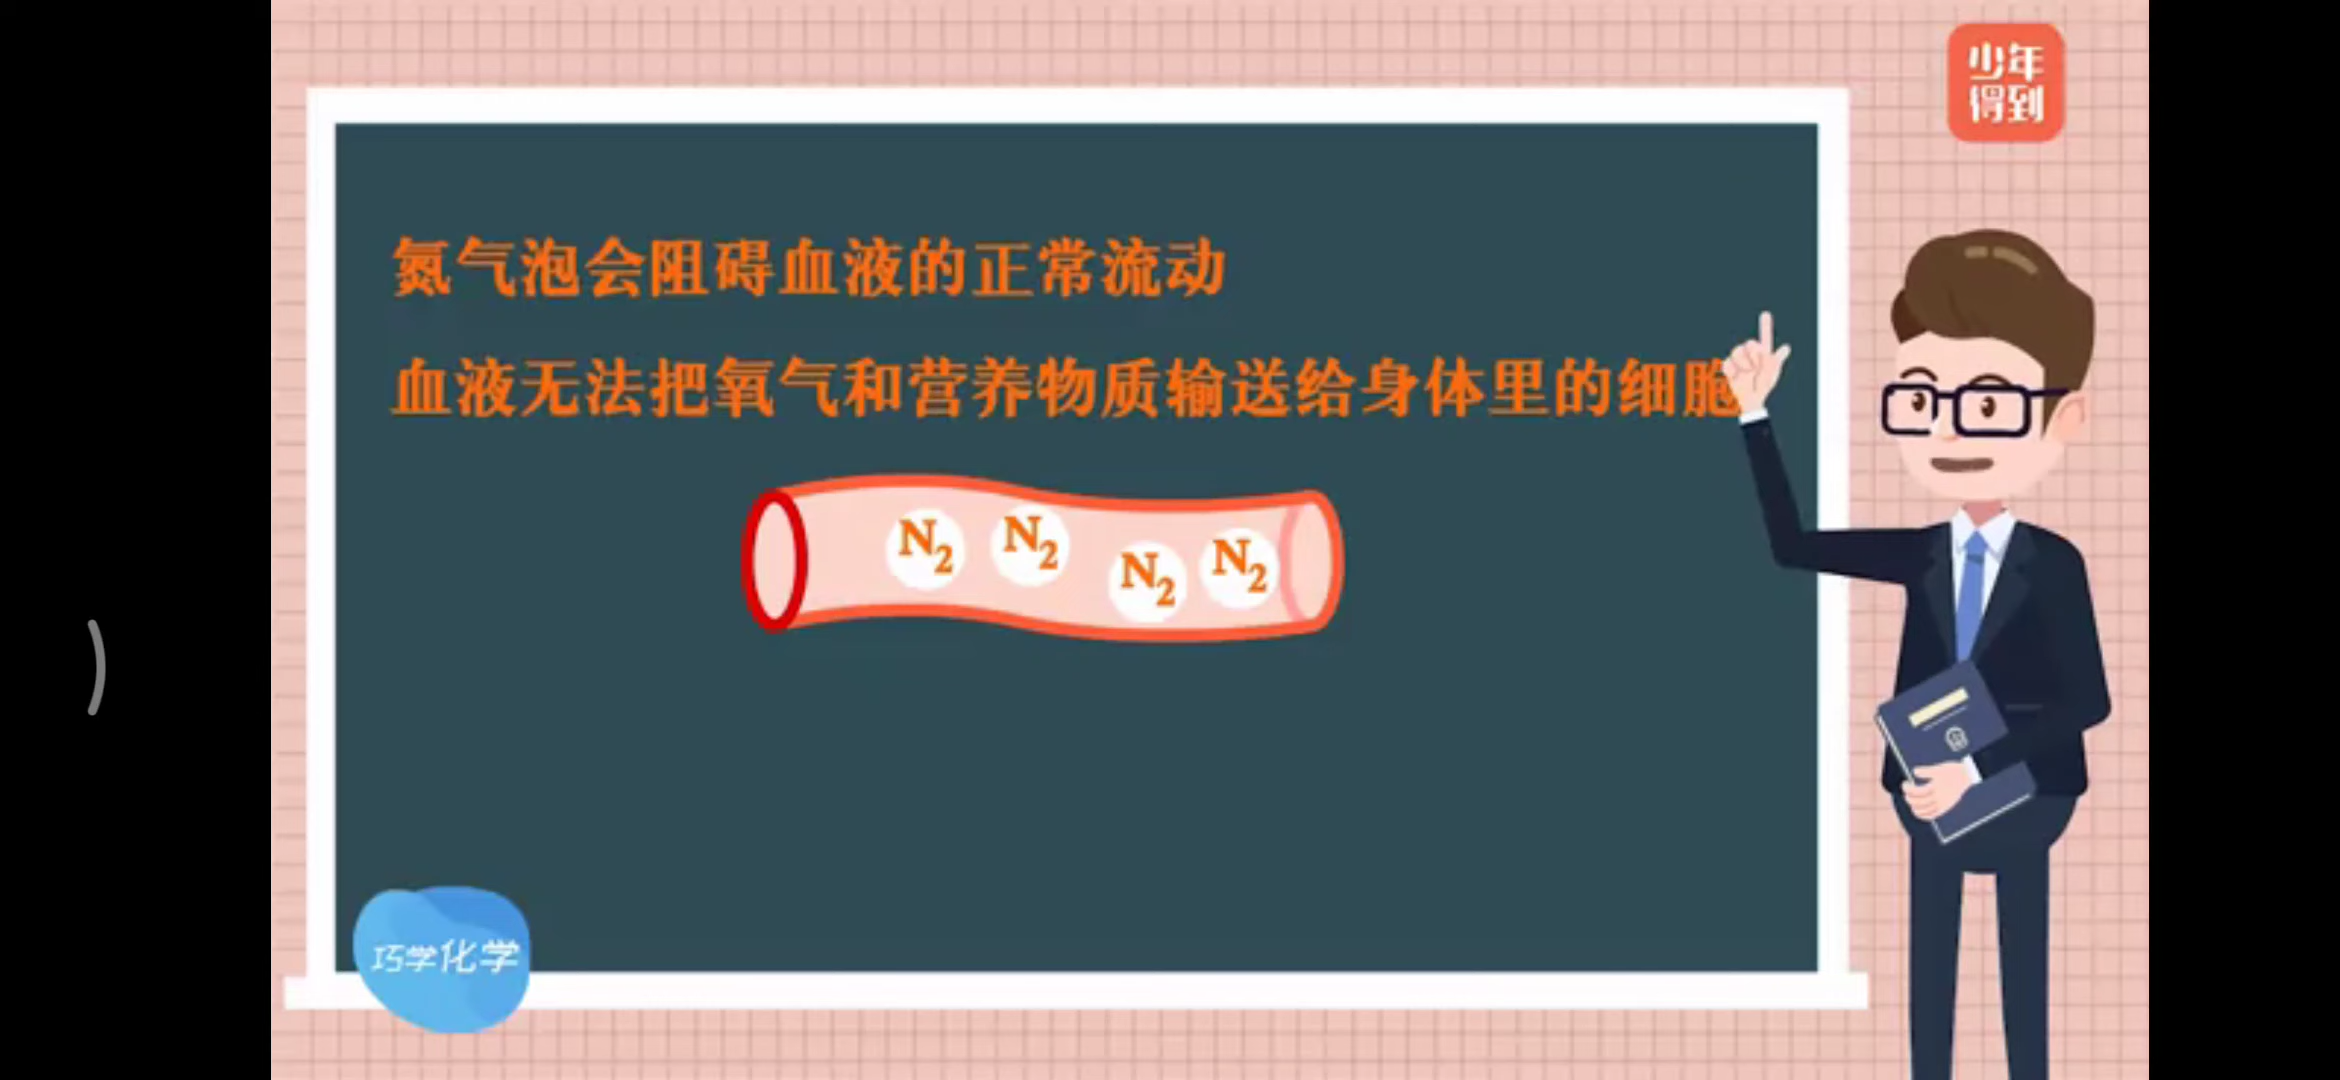 少年
得到
氮气泡会阻碍血液的正常流动
血液无法把氧气和营养物质输送给身体里的细胞
N₂ N₂ N₂ N₂
巧学化学